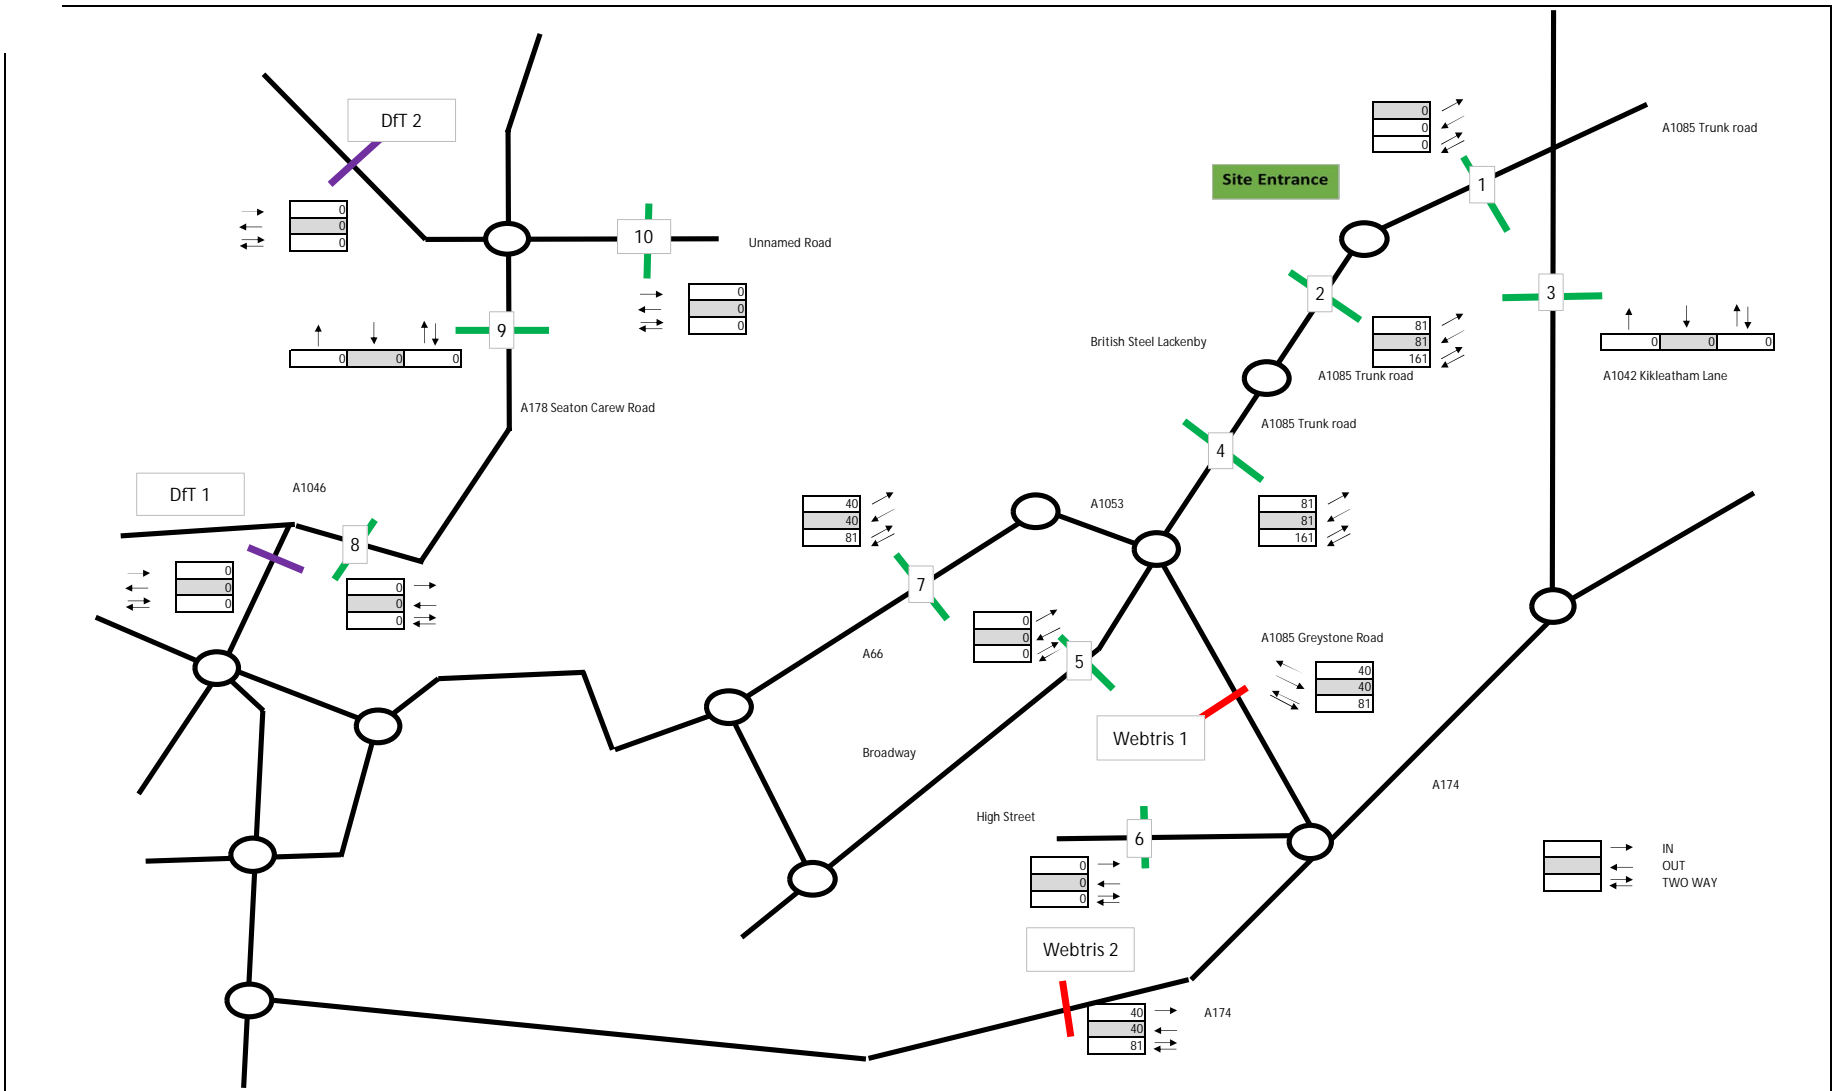 DfT 2
0
0
0
10
Unnamed Road
0
0
0
9
0 0 0
A178 Seaton Carew Road
DfT 1
A1046
8
0
0
0
0
0
0
0
0
0
A1085 Trunk road
1
Site Entrance
2
3
81
81
161
British Steel Lackenby
A1085 Trunk road
0 0 0
A1042 Kikleatham Lane
A1085 Trunk road
4
81
81
161
A1053
40
40
81
7
0
0
0
5
A66
A1085 Greystone Road
40
40
81
Webtris 1
Broadway
A174
High Street
6
0
0
0
IN
OUT
TWO WAY
Webtris 2
40
40
81
A174